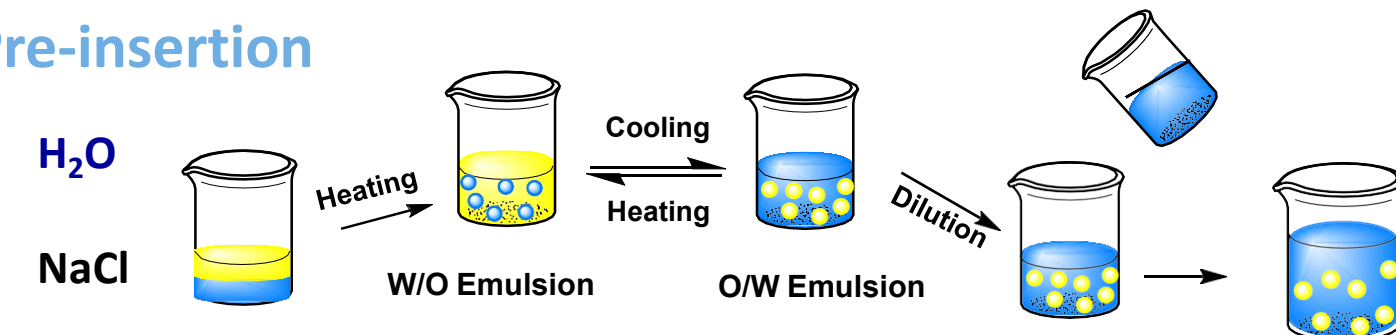 re-insertion
H₂O
NaCl
Heating
W/O Emulsion
Cooling
Heating
O/W Emulsion
Dilution